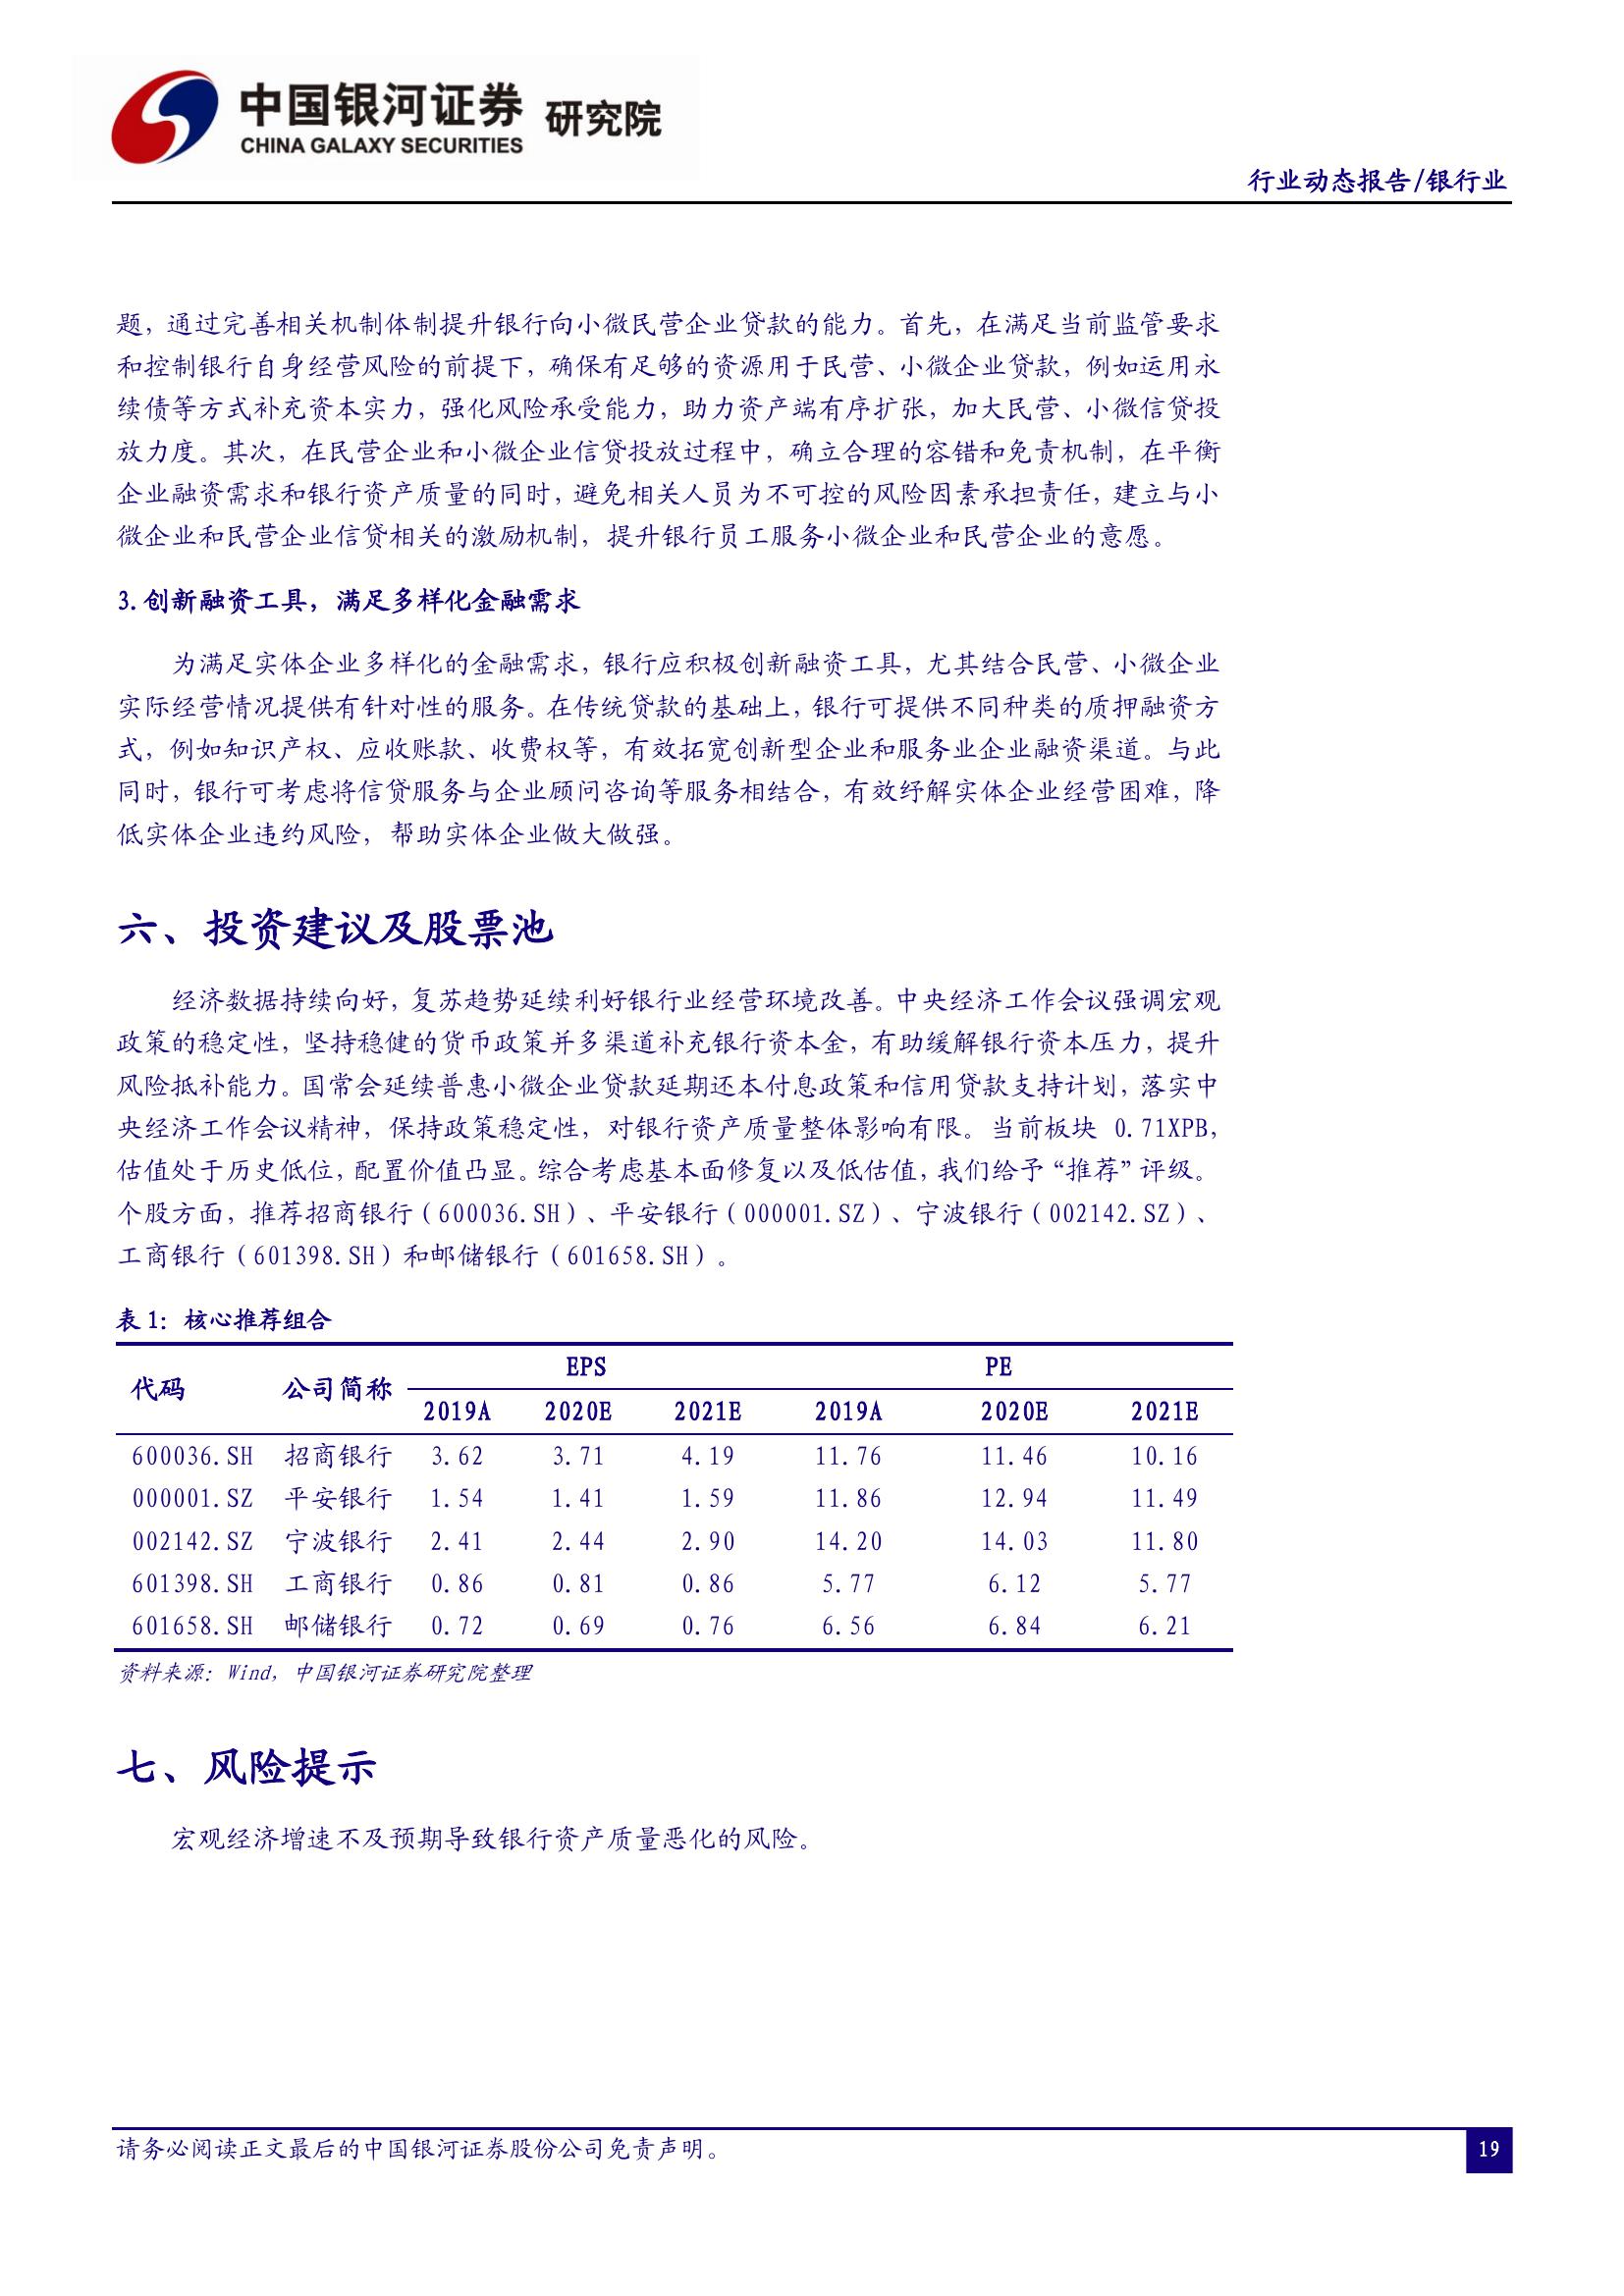 中国银河证券 研究院
CHINA GALAXY SECURITIES
行业动态报告/银行业
题，通过完善相关机制体制提升银行向小微民营企业贷款的能力。首先，在满足当前监管要求
和控制银行自身经营风险的前提下，确保有足够的资源用于民营、小微企业贷款，例如运用永
续债等方式补充资本实力，强化风险承受能力，助力资产端有序扩张，加大民营、小微信贷投
放力度。其次，在民营企业和小微企业信贷投放过程中，确立合理的容错和免责机制，在平衡
企业融资需求和银行资产质量的同时，避免相关人员为不可控的风险因素承担责任，建立与小
微企业和民营企业信贷相关的激励机制，提升银行员工服务小微企业和民营企业的意愿。
3.创新融资工具，满足多样化金融需求
为满足实体企业多样化的金融需求，银行应积极创新融资工具，尤其结合民营、小微企业
实际经营情况提供有针对性的服务。在传统贷款的基础上，银行可提供不同种类的质押融资方
式，例如知识产权、应收账款、收费权等，有效拓宽创新型企业和服务业企业融资渠道。与此
同时，银行可考虑将信贷服务与企业顾问咨询等服务相结合，有效纾解实体企业经营困难，降
低实体企业违约风险，帮助实体企业做大做强。
六、投资建议及股票池
经济数据持续向好，复苏趋势延续利好银行业经营环境改善。中央经济工作会议强调宏观
政策的稳定性，坚持稳健的货币政策并多渠道补充银行资本金，有助缓解银行资本压力，提升
风险抵补能力。国常会延续普惠小微企业贷款延期还本付息政策和信用贷款支持计划，落实中
央经济工作会议精神，保持政策稳定性，对银行资产质量整体影响有限。当前板块 0.71XPB，
估值处于历史低位，配置价值凸显。综合考虑基本面修复以及低估值，我们给予“推荐”评级。
个股方面，推荐招商银行（600036.SH）、平安银行（000001.SZ）、宁波银行（002142.SZ）、
工商银行（601398.SH）和邮储银行（601658.SH）。
表 1：核心推荐组合
代码 公司简称 EPS PE
2019A 2020E 2021E 2019A 2020E 2021E
600036.SH 招商银行 3.62 3.71 4.19 11.76 11.46 10.16
000001.SZ 平安银行 1.54 1.41 1.59 11.86 12.94 11.49
002142.SZ 宁波银行 2.41 2.44 2.90 14.20 14.03 11.80
601398.SH 工商银行 0.86 0.81 0.86 5.77 6.12 5.77
601658.SH 邮储银行 0.72 0.69 0.76 6.56 6.84 6.21
资料来源：Wind，中国银河证券研究院整理
七、风险提示
宏观经济增速不及预期导致银行资产质量恶化的风险。
请务必阅读正文最后的中国银河证券股份公司免责声明。
19